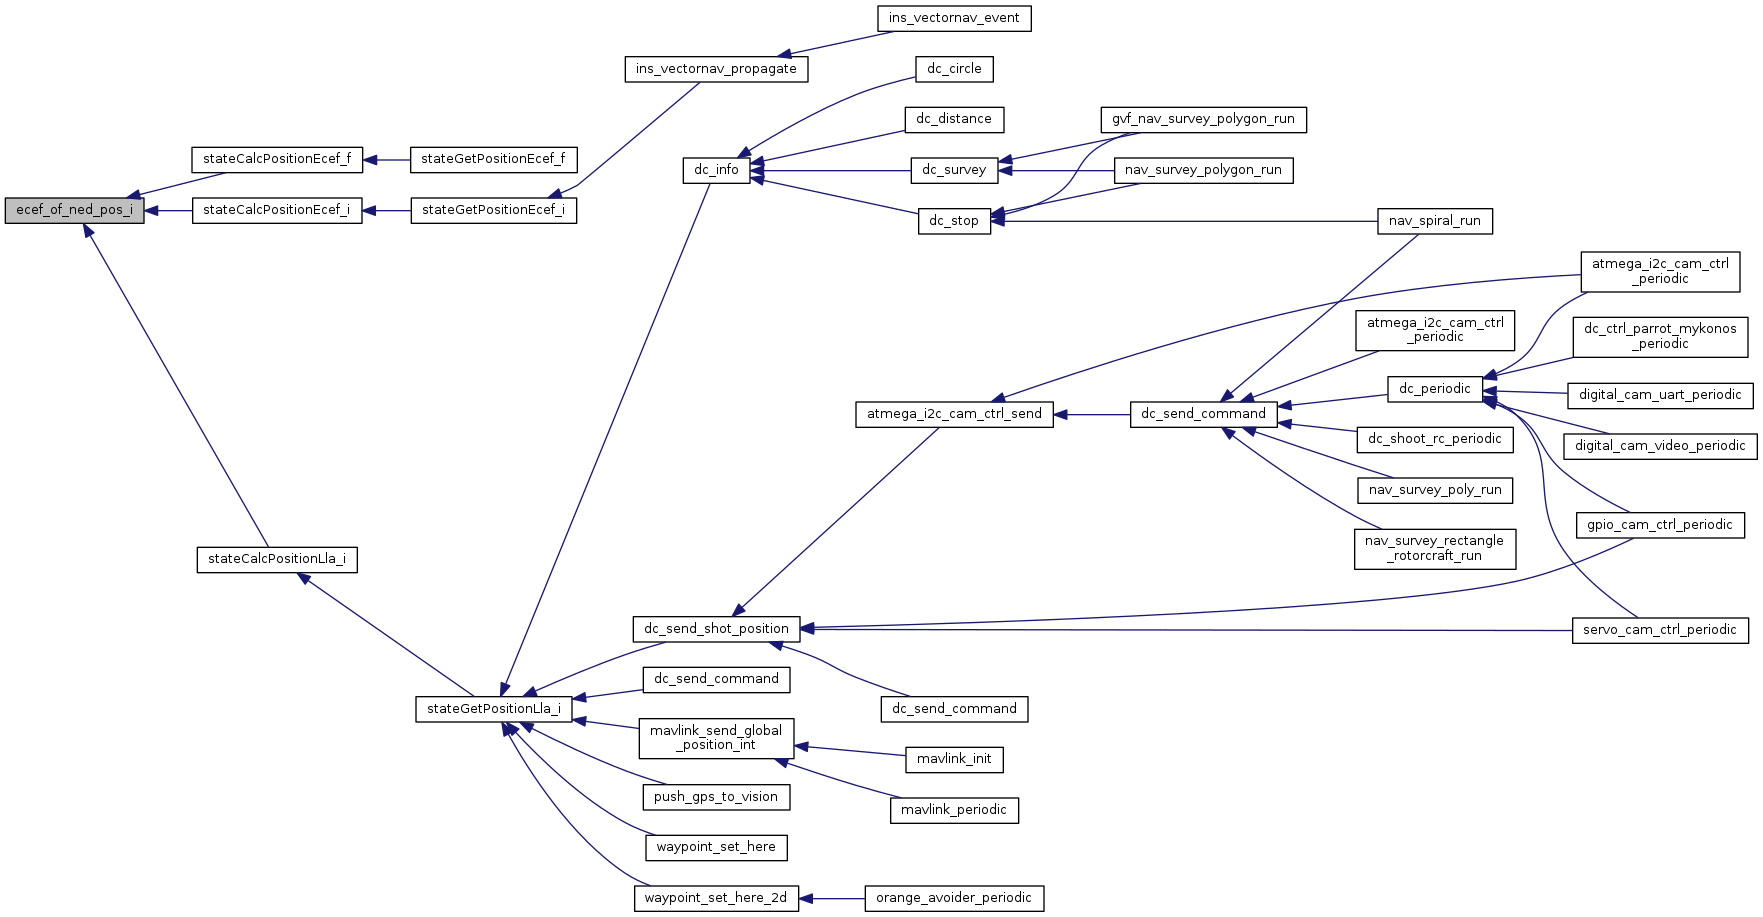 ins_vectornav_event
ins_vectornav_propagate
dc_circle
dc_distance
gvf_nav_survey_polygon_run
stateCalcPositionEcef_f
stateGetPositionEcef_f
dc_info
dc_survey
nav_survey_polygon_run
ecef_of_ned_pos_i
stateCalcPositionEcef_i
stateGetPositionEcef_i
dc_stop
nav_spiral_run
atmega_i2c_cam_ctrl
_periodic
atmega_i2c_cam_ctrl
_periodic
dc_ctrl_parrot_mykonos
_periodic
dc_periodic
digital_cam_uart_periodic
atmega_i2c_cam_ctrl_send
dc_send_command
dc_shoot_rc_periodic
digital_cam_video_periodic
nav_survey_poly_run
gpio_cam_ctrl_periodic
nav_survey_rectangle
_rotorcraft_run
stateCalcPositionLla_i
dc_send_shot_position
servo_cam_ctrl_periodic
dc_send_command
stateGetPositionLla_i
dc_send_command
mavlink_send_global
_position_int
mavlink_init
push_gps_to_vision
mavlink_periodic
waypoint_set_here
waypoint_set_here_2d
orange_avoider_periodic